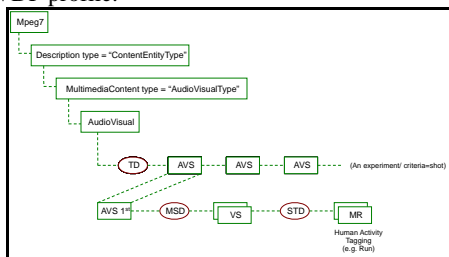 Mpeg7
Description type = “ContentEntityType”
MultimediaContent type = “AudioVisualType”
AudioVisual
TD AVS AVS AVS (An experiment/ criteria=shot)
AVS 1st MSD VS STD MR
Human Activity
Tagging
(e.g. Run)